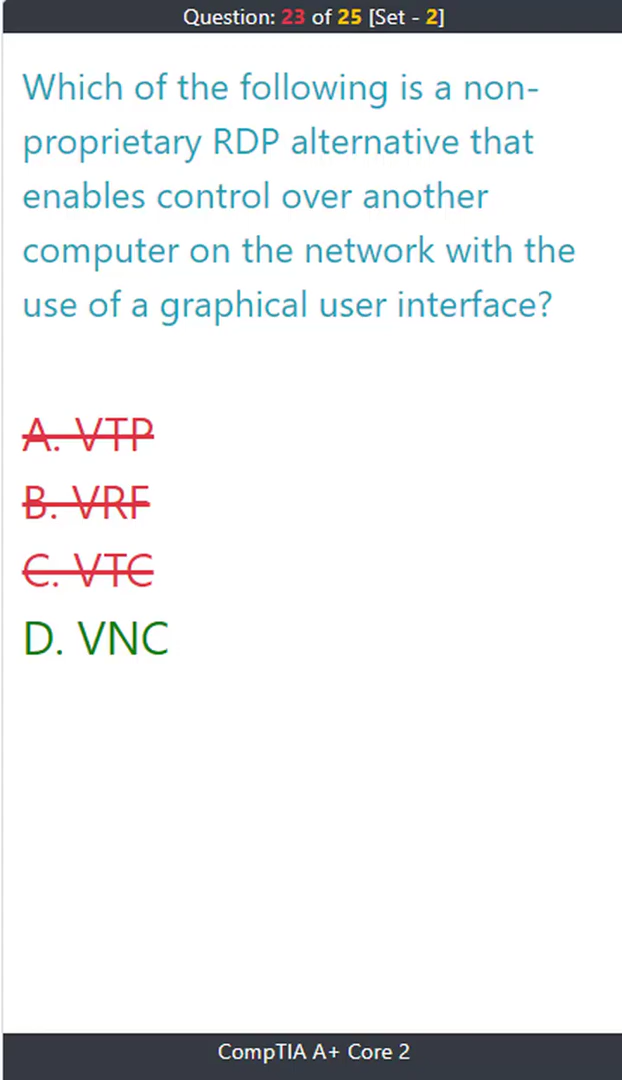 Question: 23 of 25 [Set - 2]
Which of the following is a non-
proprietary RDP alternative that
enables control over another
computer on the network with the
use of a graphical user interface?
A. VTP
B. VRF
C. VTC
D. VNC
CompTIA A+ Core 2